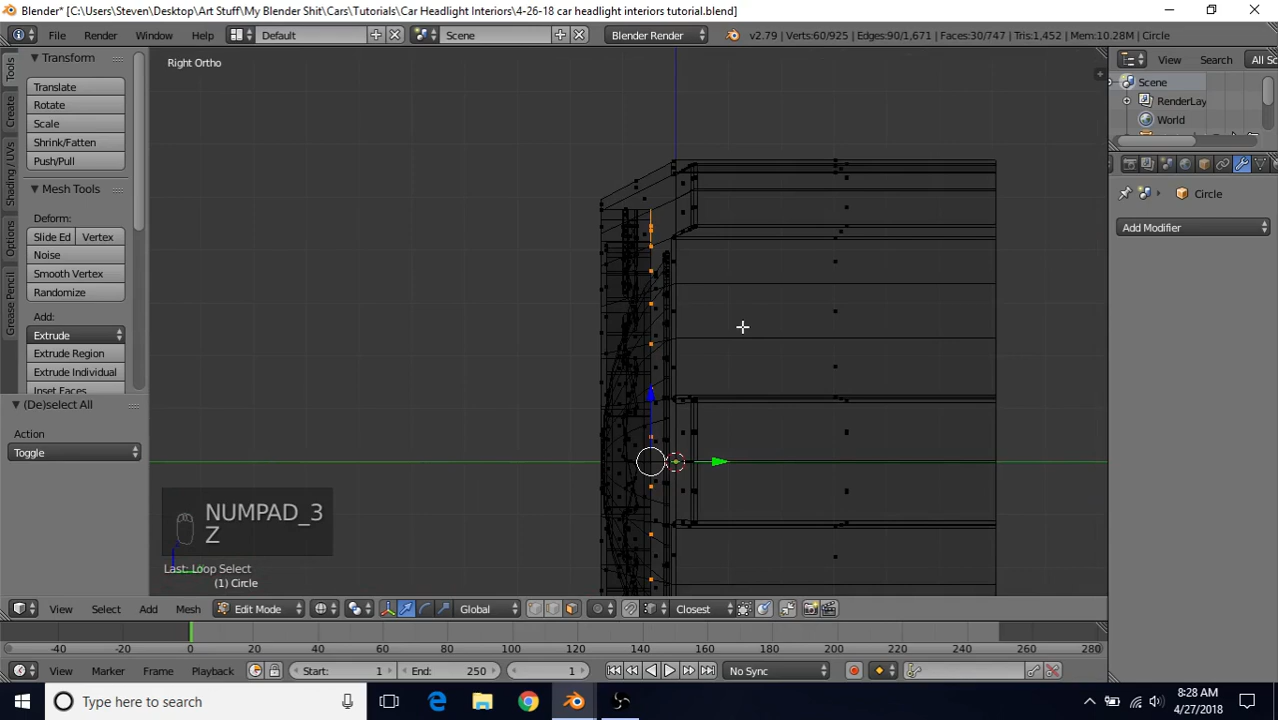 Blender* [C:\Users\Steven\Desktop\Art Stuff\My Blender Shit\Cars\Tutorials\Car Headlight Interiors\4-26-18 car headlight interiors tutorial.blend]
File Render Window Help Default Scene Blender Render v2.79 | Verts:60/925 | Edges:90/1,671 | Faces:30/747 | Tris:1,452 | Mem:10.28M | Circle
Tools
Create
Shading / UVs
Options
Grease Pencil
Transform
Translate
Rotate
Scale
Shrink/Fatten
Push/Pull
Mesh Tools
Deform:
Slide Ed Vertex
Noise
Smooth Vertex
Randomize
Add:
Extrude
Extrude Region
Extrude Individual
Inset Faces
(De)select All
Action
Toggle
Right Ortho
NUMPAD_3
Z
Last: Loop Select
(1) Circle
View Search All Sc
Scene
RenderLay
World
Circle
Add Modifier
View Select Add Mesh Edit Mode Global Closest
-40 -20 0 20 40 60 80 100 120 140 160 180 200 220 240 260 280
View Marker Frame Playback Start: 1 End: 250 1 No Sync
Type here to search
8:28 AM
4/27/2018